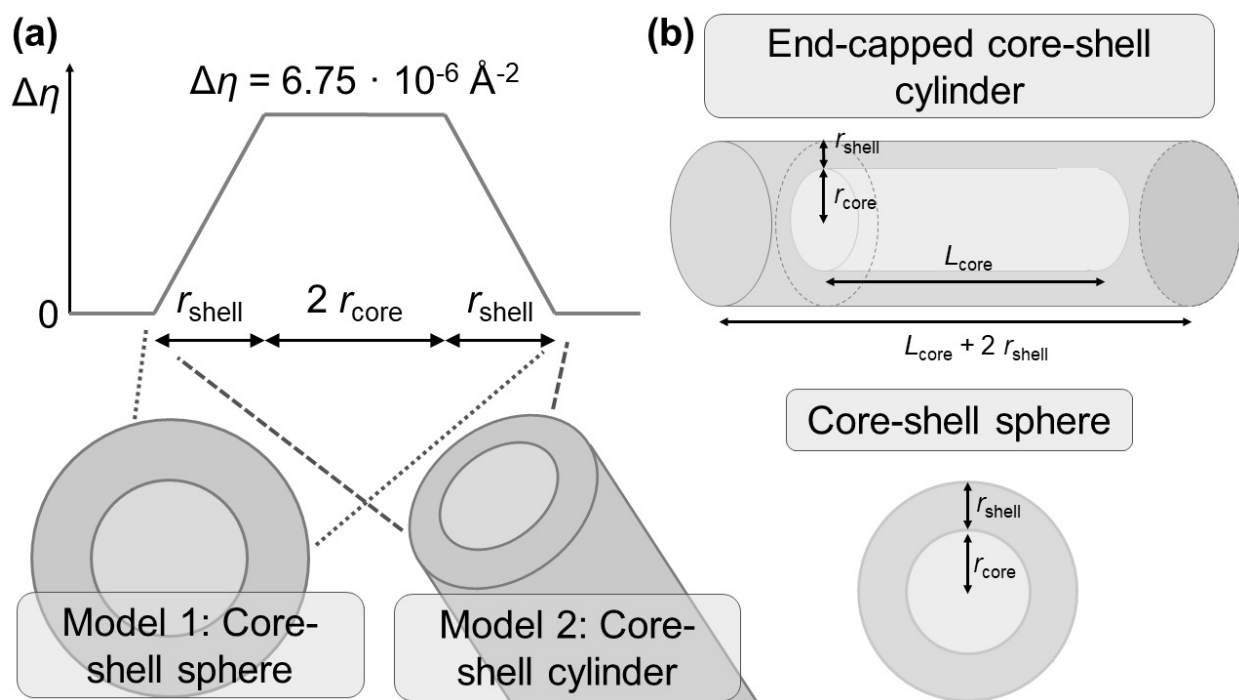 (a)
Δη
Δη = 6.75 · 10-6 Å-2
0
rshell
2 rcore
rshell
Model 1: Core-
shell sphere
Model 2: Core-
shell cylinder
(b)
End-capped core-shell
cylinder
rshell
rcore
Lcore
Lcore + 2 rshell
Core-shell sphere
rshell
rcore